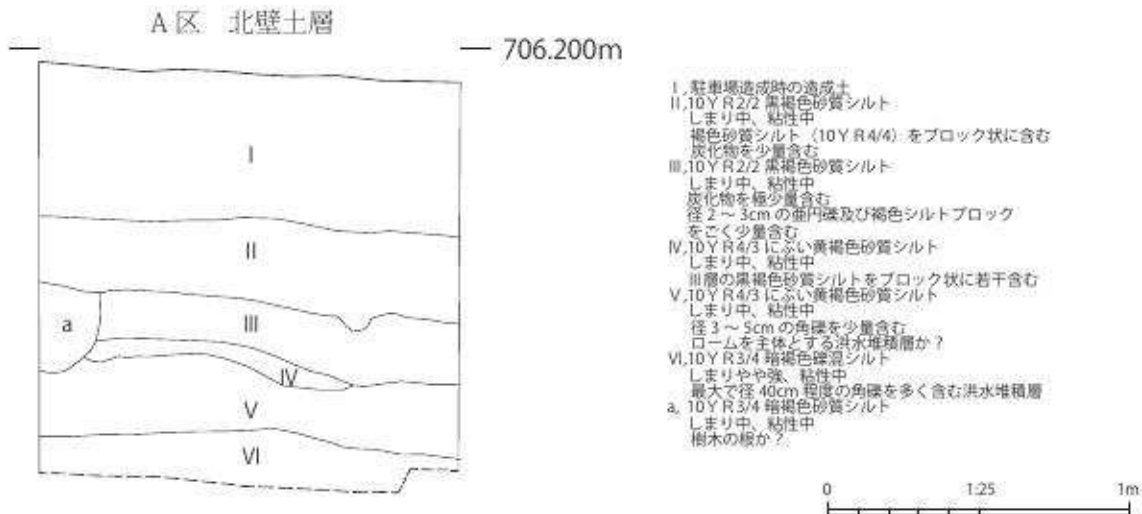 A区 北壁土層
706.200m
I
II
III
IV
V
VI
a
I,駐車場造成時の造成土
II,10YR2/2 黒褐色砂質シルト
しまり中、粘性中
褐色砂質シルト（10YR4/4）をブロック状に含む
炭化物を少量含む
III,10YR2/2 黒褐色砂質シルト
しまり中、粘性中
炭化物を極少量含む
径2～3cmの亜円礫及び褐色シルトブロック
をごく少量含む
IV,10YR4/3 にぶい黄褐色砂質シルト
しまり中、粘性中
III層の黒褐色砂質シルトをブロック状に若干含む
V,10YR4/3 にぶい黄褐色砂質シルト
しまり中、粘性中
径3～5cmの角礫を少量含む
ロームを主体とする洪水堆積層か？
VI,10YR3/4 暗褐色礫混シルト
しまりやや強、粘性中
最大で径40cm程度の角礫を多く含む洪水堆積層
a, 10YR3/4 暗褐色砂質シルト
しまり中、粘性中
樹木の根か？
0 1:25 1m